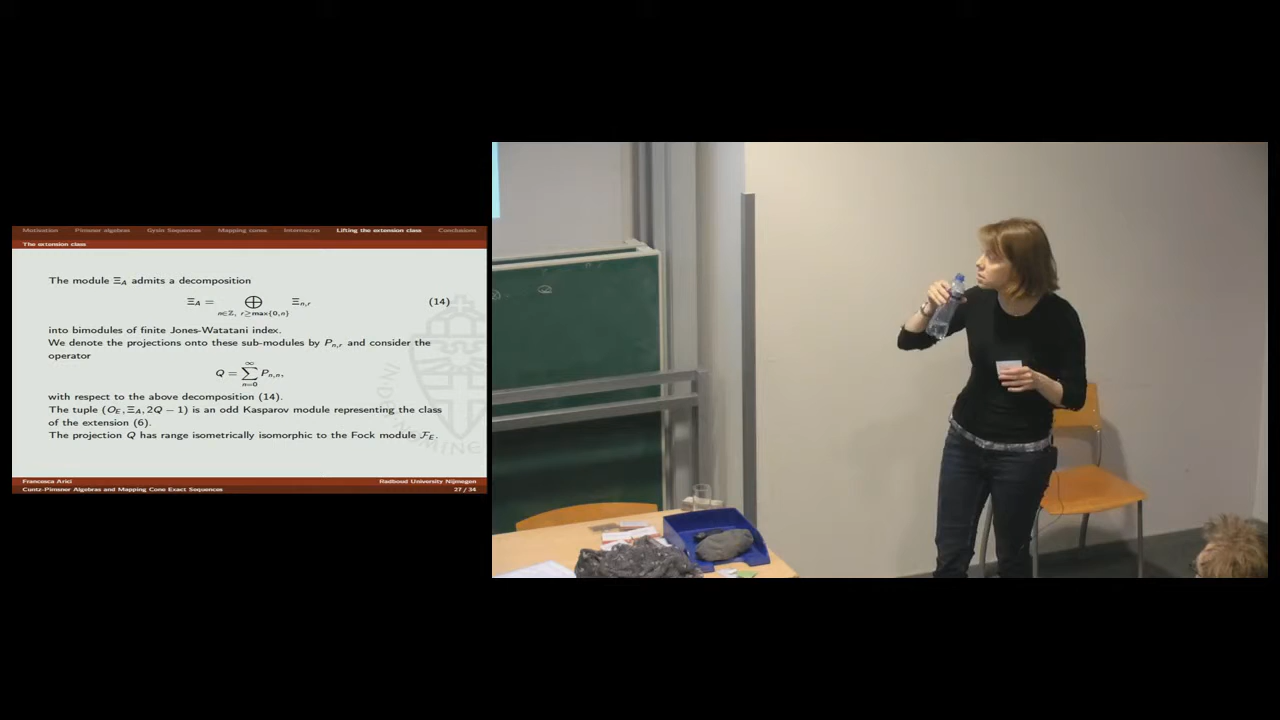 Motivation Pimsner algebras Gysin Sequences Mapping cones Intermezzo Lifting the extension class Conclusions
The extension class
The module Ξ_A admits a decomposition
Ξ_A = ⊕_{n∈ℤ, r≥max{0,n}} Ξ_{n,r} (14)
into bimodules of finite Jones-Watatani index.
We denote the projections onto these sub-modules by P_{n,r} and consider the
operator
Q = ∑_{n=0}^{∞} P_{n,n},
with respect to the above decomposition (14).
The tuple (O_E, Ξ_A, 2Q − 1) is an odd Kasparov module representing the class
of the extension (6).
The projection Q has range isometrically isomorphic to the Fock module ℱ_E.
Francesca Arici Radboud University Nijmegen
Cuntz-Pimsner Algebras and Mapping Cone Exact Sequences 27 / 34